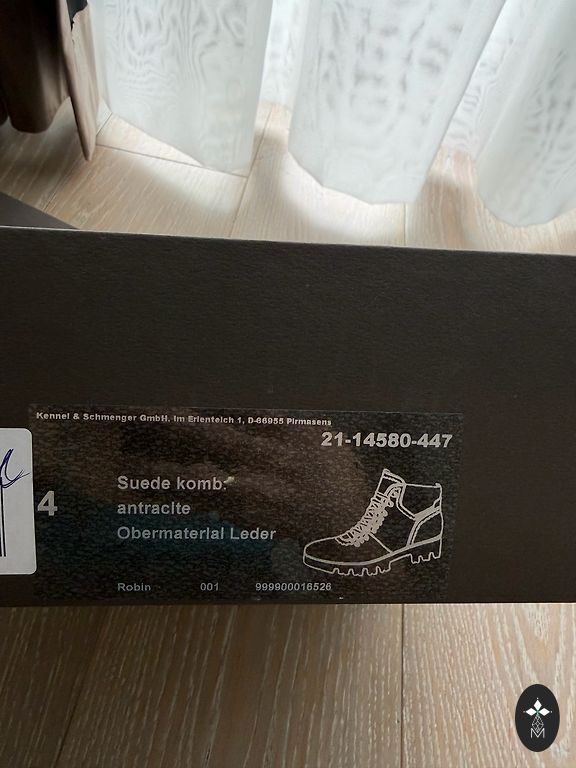 Kennel & Schmenger GmbH, Im Erlenteich 1, D-66955 Pirmasens
21-14580-447
4
Suede komb.
antracite
Obermaterial Leder
Robin 001 999900016526
M